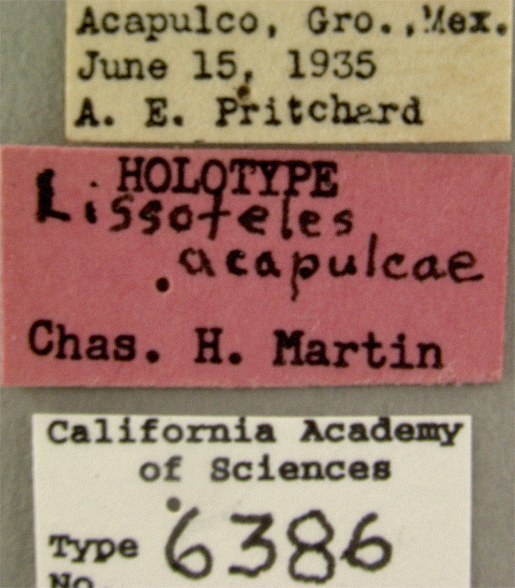 Acapulco, Gro., Mex.
June 15, 1935
A. E. Pritchard
HOLOTYPE
Lissoteles
acapulcae
Chas. H. Martin
California Academy
of Sciences
Type 6386
No.